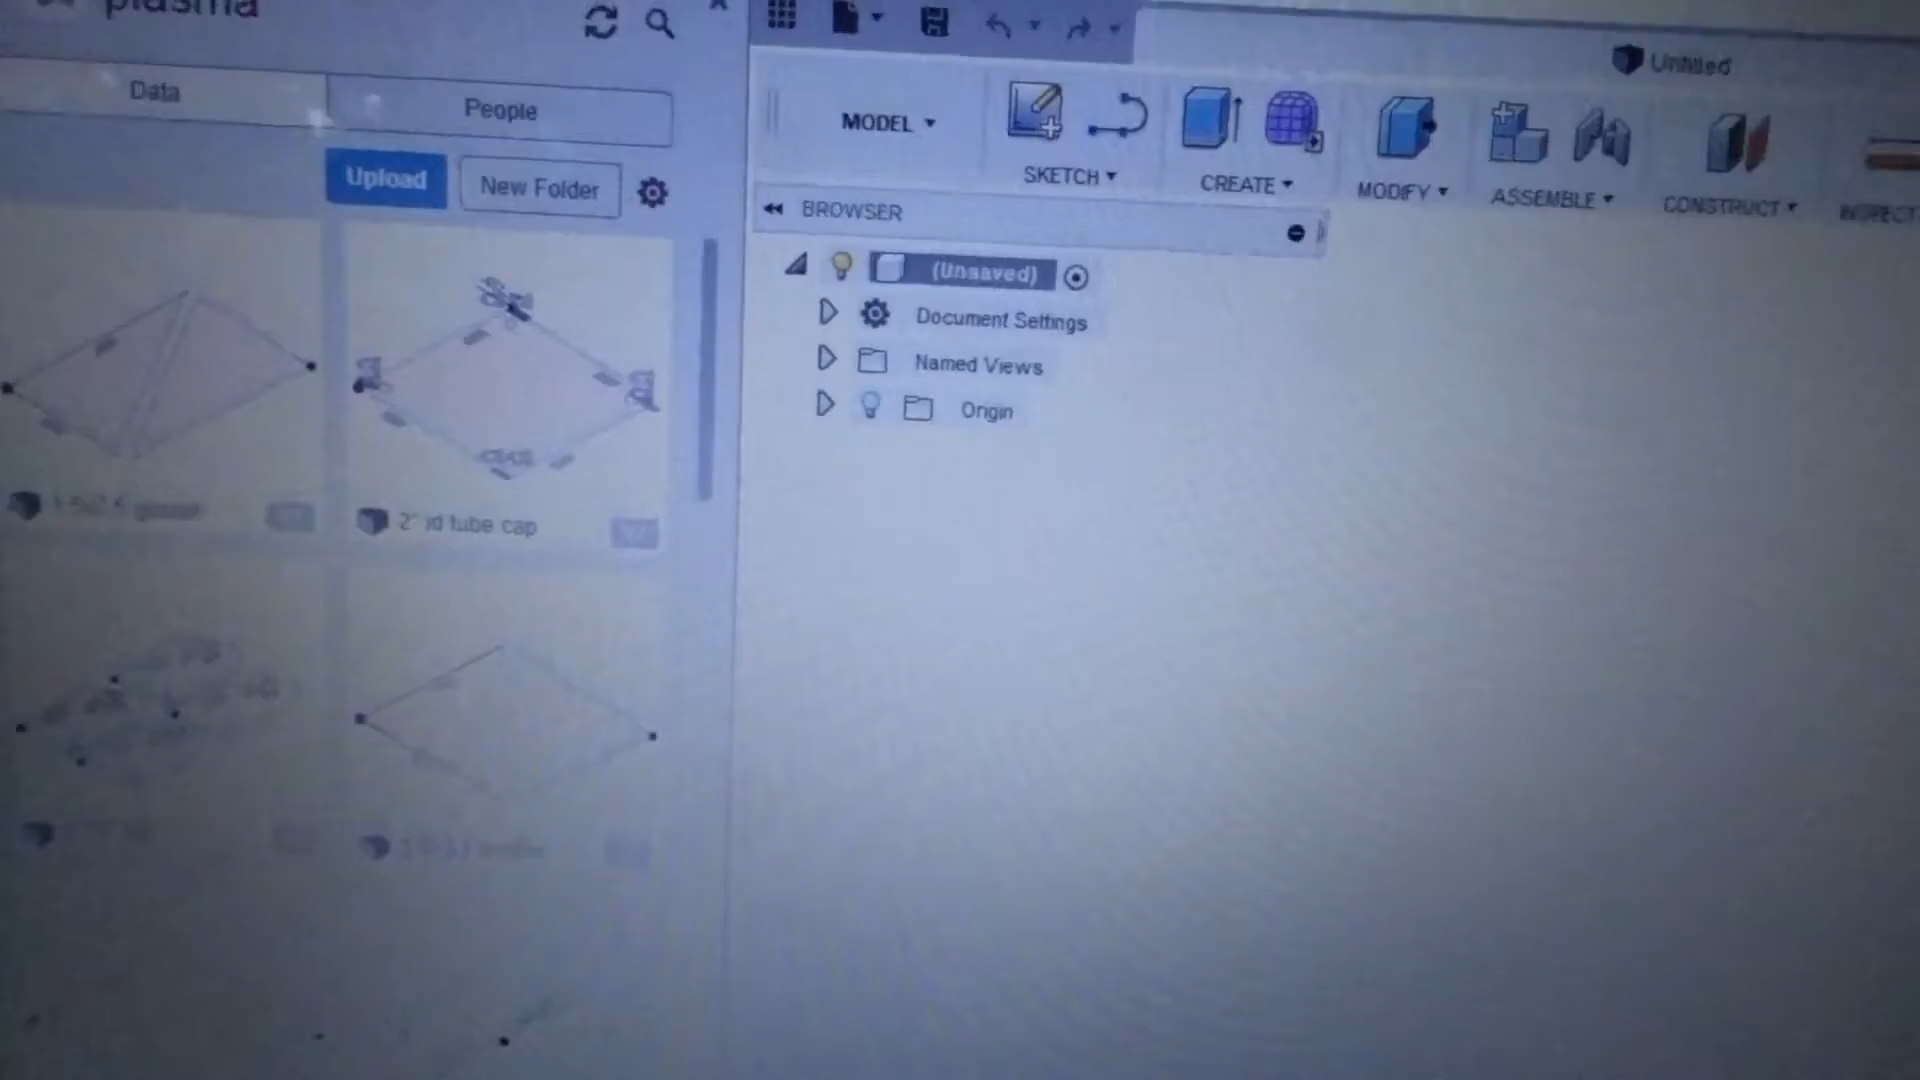 plasma
Data
People
Upload
New Folder
2" od tube cap
Untitled
MODEL
SKETCH
CREATE
MODIFY
ASSEMBLE
CONSTRUCT
INSPECT
BROWSER
(Unsaved)
Document Settings
Named Views
Origin